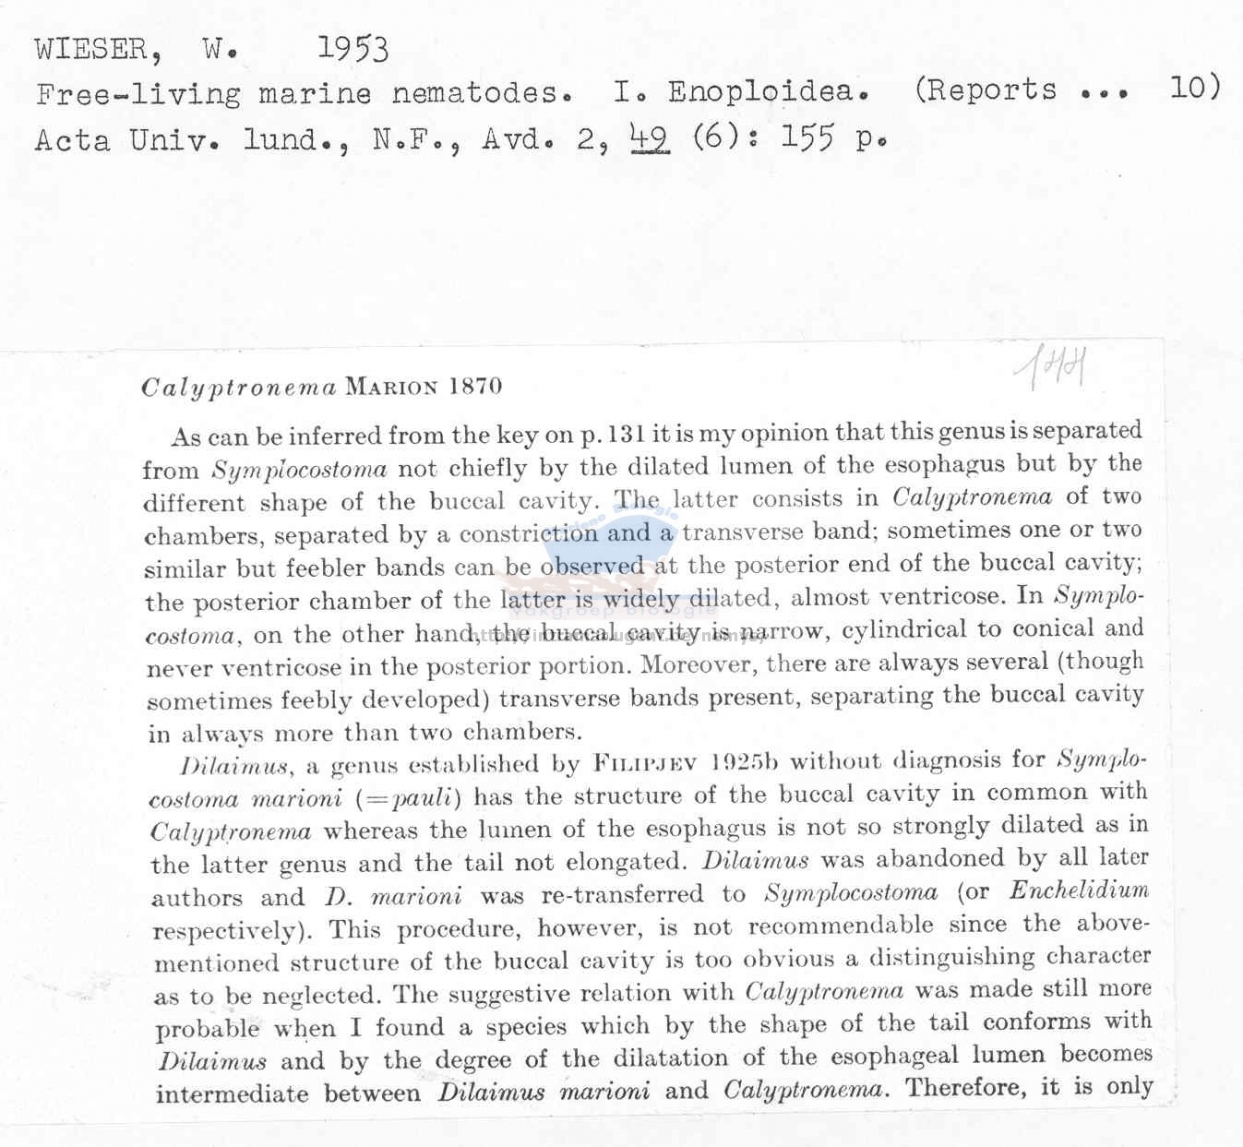 WIESER, W. 1953
Free-living marine nematodes. I. Enoploidea. (Reports ... 10)
Acta Univ. lund., N.F., Avd. 2, 49 (6): 155 p.
144
Calyptronema MARION 1870
As can be inferred from the key on p. 131 it is my opinion that this genus is separated
from Symplocostoma not chiefly by the dilated lumen of the esophagus but by the
different shape of the buccal cavity. The latter consists in Calyptronema of two
chambers, separated by a constriction and a transverse band; sometimes one or two
similar but feebler bands can be observed at the posterior end of the buccal cavity;
the posterior chamber of the latter is widely dilated, almost ventricose. In Symplo-
costoma, on the other hand, the buccal cavity is narrow, cylindrical to conical and
never ventricose in the posterior portion. Moreover, there are always several (though
sometimes feebly developed) transverse bands present, separating the buccal cavity
in always more than two chambers.
Dilaimus, a genus established by FILIPJEV 1925b without diagnosis for Symplo-
costoma marioni (=pauli) has the structure of the buccal cavity in common with
Calyptronema whereas the lumen of the esophagus is not so strongly dilated as in
the latter genus and the tail not elongated. Dilaimus was abandoned by all later
authors and D. marioni was re-transferred to Symplocostoma (or Enchelidium
respectively). This procedure, however, is not recommendable since the above-
mentioned structure of the buccal cavity is too obvious a distinguishing character
as to be neglected. The suggestive relation with Calyptronema was made still more
probable when I found a species which by the shape of the tail conforms with
Dilaimus and by the degree of the dilatation of the esophageal lumen becomes
intermediate between Dilaimus marioni and Calyptronema. Therefore, it is only
vakgroep biologie